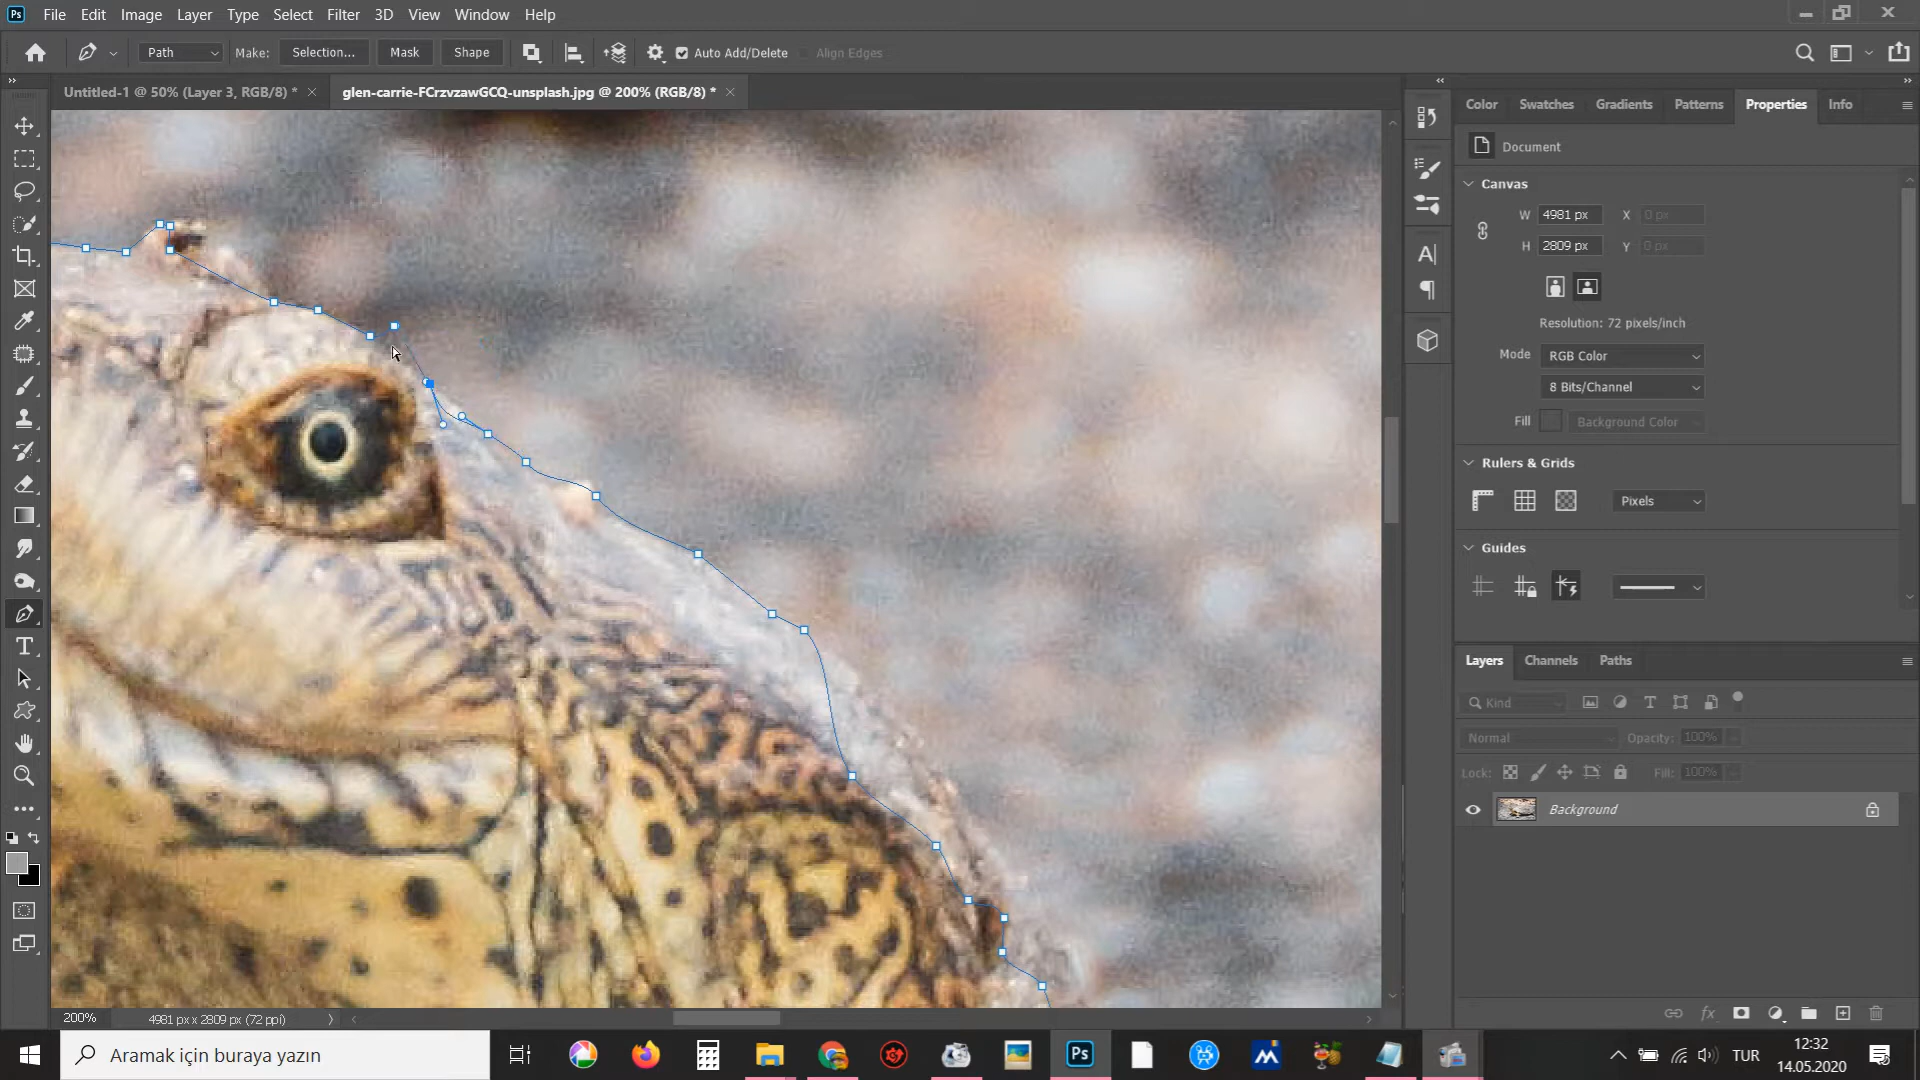 Ps File Edit Image Layer Type Select Filter 3D View Window Help
Path Make: Selection... Mask Shape Auto Add/Delete Align Edges
Untitled-1 @ 50% (Layer 3, RGB/8) * × glen-carrie-FCrzvzawGCQ-unsplash.jpg @ 200% (RGB/8) * ×
Color Swatches Gradients Patterns Properties Info
Document
Canvas
W 4981 px X 0 px
H 2809 px Y 0 px
Resolution: 72 pixels/inch
Mode RGB Color
8 Bits/Channel
Fill Background Color
Rulers & Grids
Pixels
Guides
Layers Channels Paths
Kind
Normal Opacity: 100%
Lock: Fill: 100%
Background
200% 4981 px x 2809 px (72 ppi)
Aramak için buraya yazın
Ps
TUR
12:32
14.05.2020